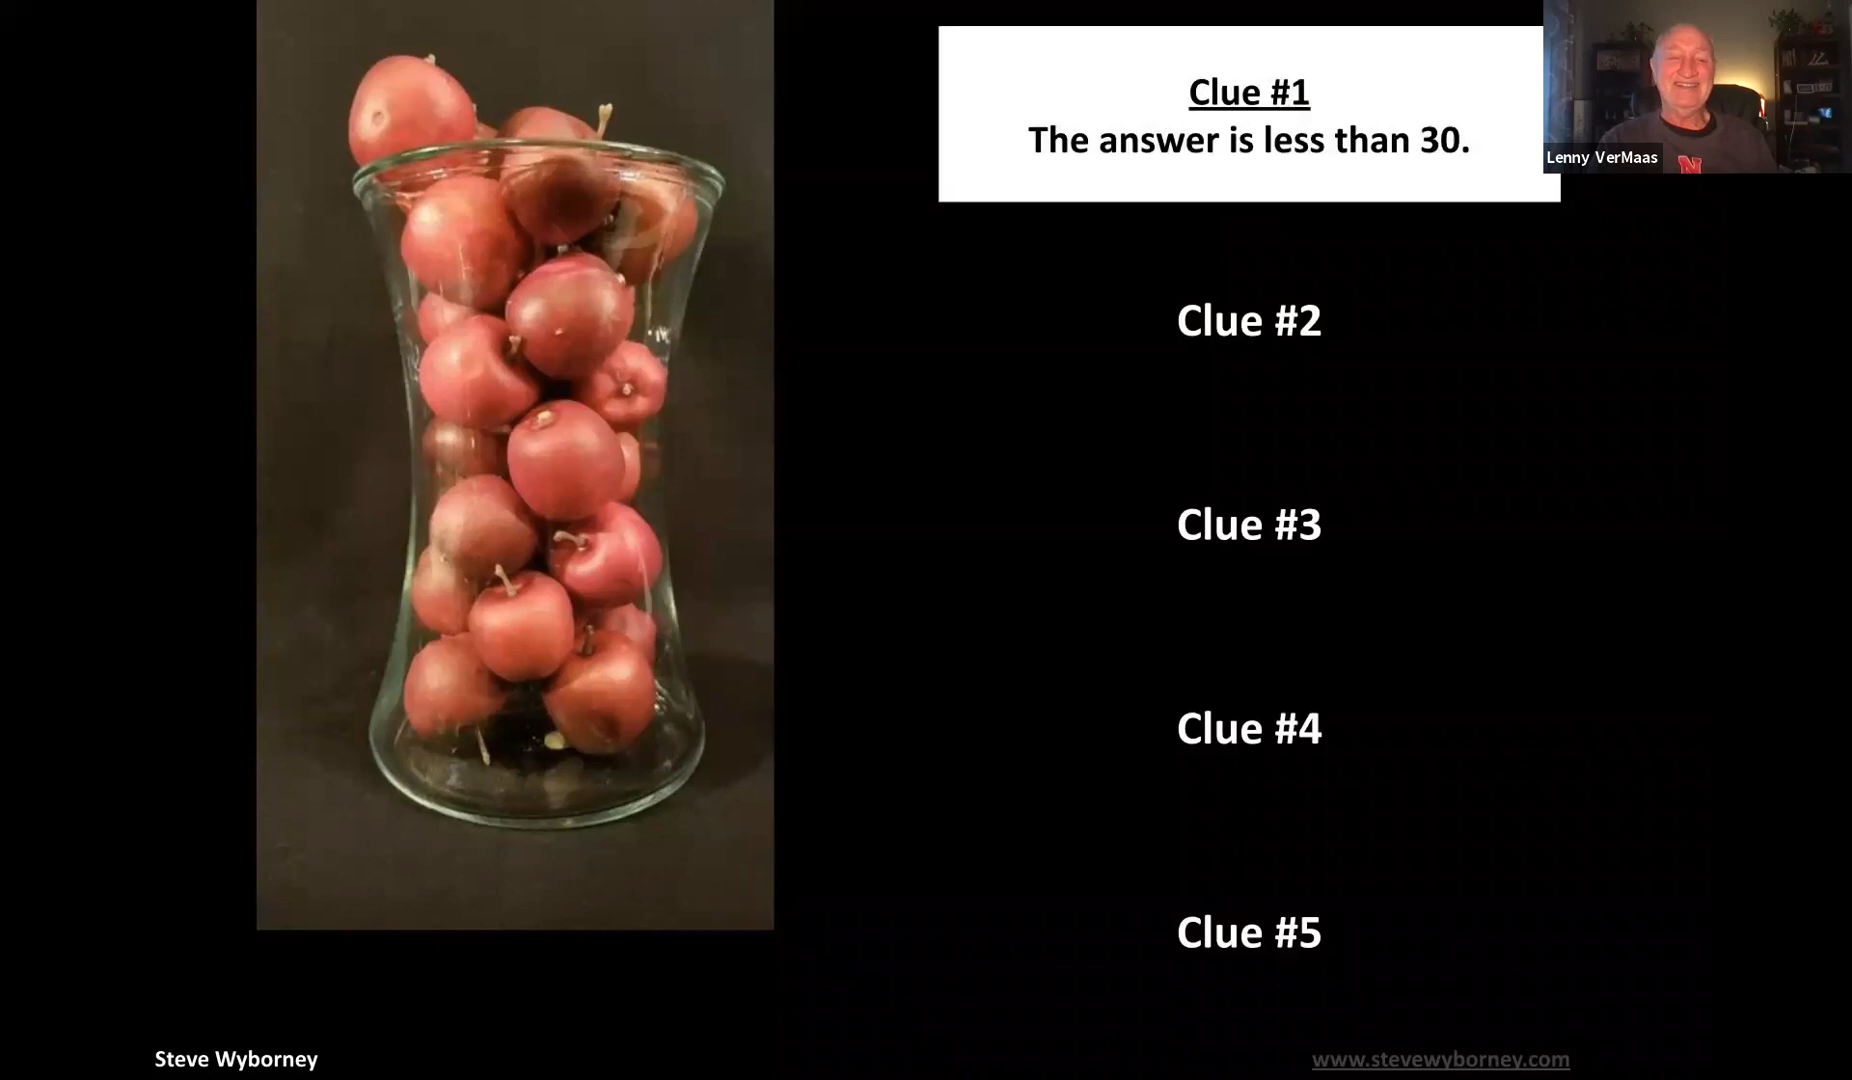 Clue #1
The answer is less than 30.
Lenny VerMaas
N
Clue #2
Clue #3
Clue #4
Clue #5
Steve Wyborney
www.stevewyborney.com